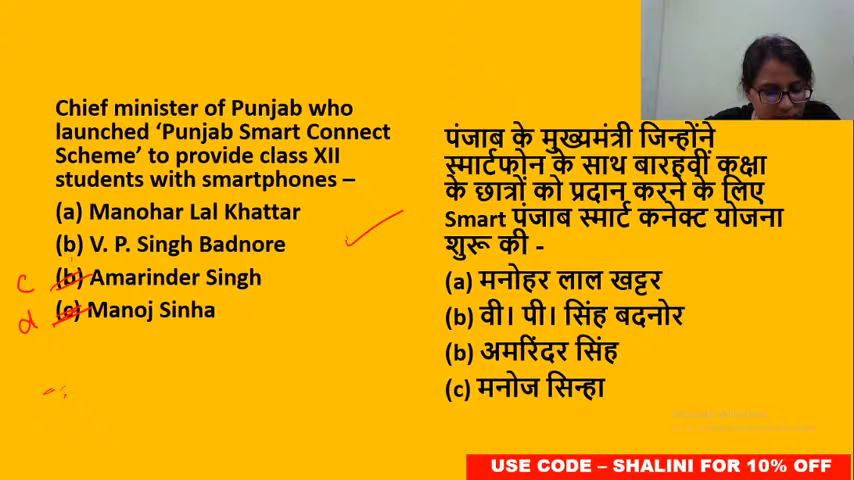 Chief minister of Punjab who
launched ‘Punjab Smart Connect
Scheme’ to provide class XII
students with smartphones –
(a) Manohar Lal Khattar
(b) V. P. Singh Badnore
c (b) Amarinder Singh
d (c) Manoj Sinha
पंजाब के मुख्यमंत्री जिन्होंने
स्मार्टफोन के साथ बारहवीं कक्षा
के छात्रों को प्रदान करने के लिए
Smart पंजाब स्मार्ट कनेक्ट योजना
शुरू की -
(a) मनोहर लाल खट्टर
(b) वी। पी। सिंह बदनोर
(b) अमरिंदर सिंह
(c) मनोज सिन्हा
USE CODE – SHALINI FOR 10% OFF